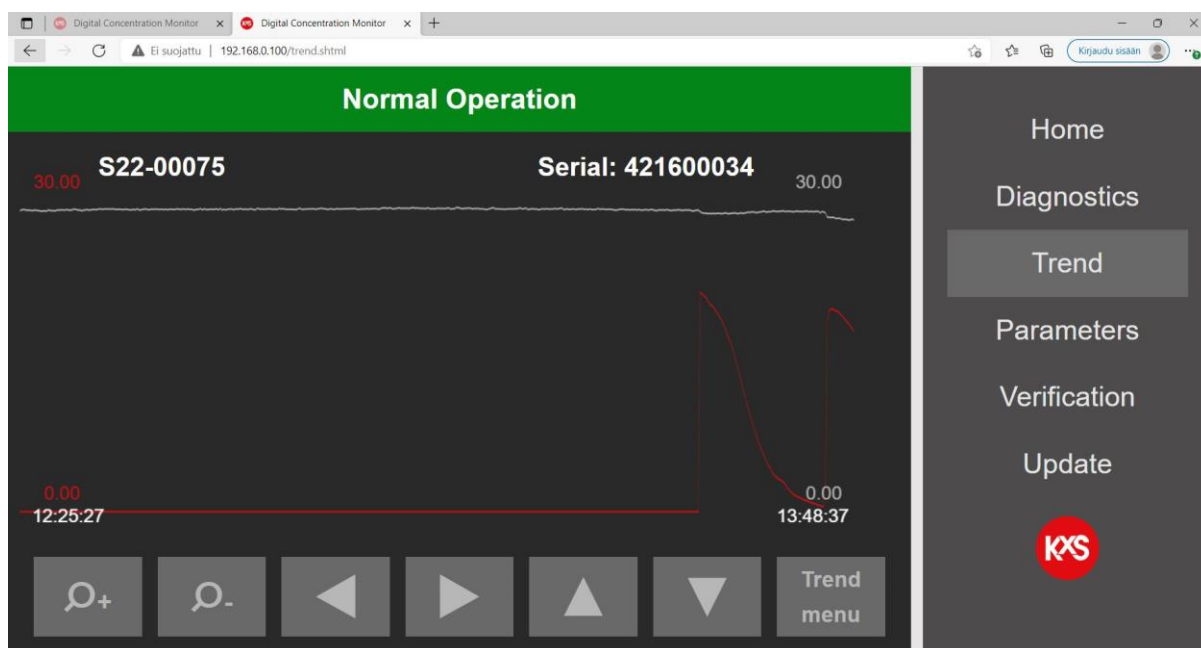 Digital Concentration Monitor
Digital Concentration Monitor
Ei suojattu | 192.168.0.100/trend.shtml
Kirjaudu sisään
Normal Operation
S22-00075
Serial: 421600034
30.00
30.00
0.00
0.00
12:25:27
13:48:37
Trend
menu
Home
Diagnostics
Trend
Parameters
Verification
Update
KXS